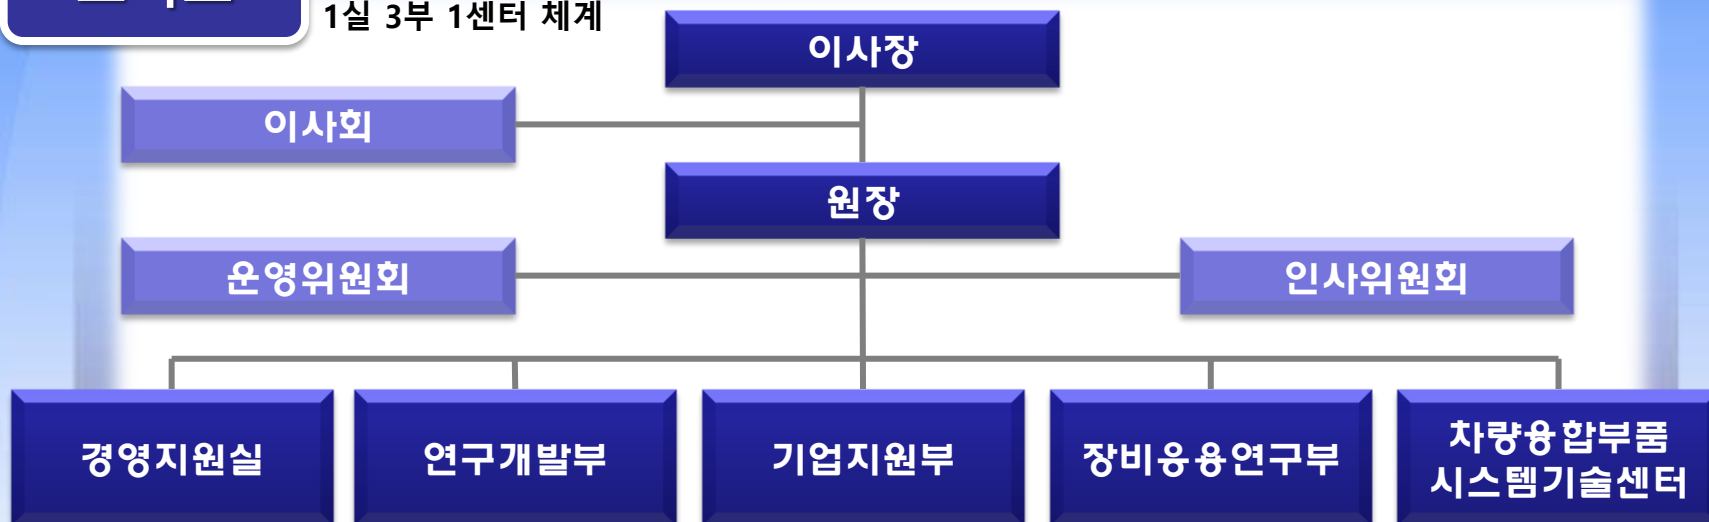 1실 3부 1센터 체계
이사장
이사회
원장
운영위원회
인사위원회
경영지원실
연구개발부
기업지원부
장비응용연구부
차량융합부품
시스템기술센터